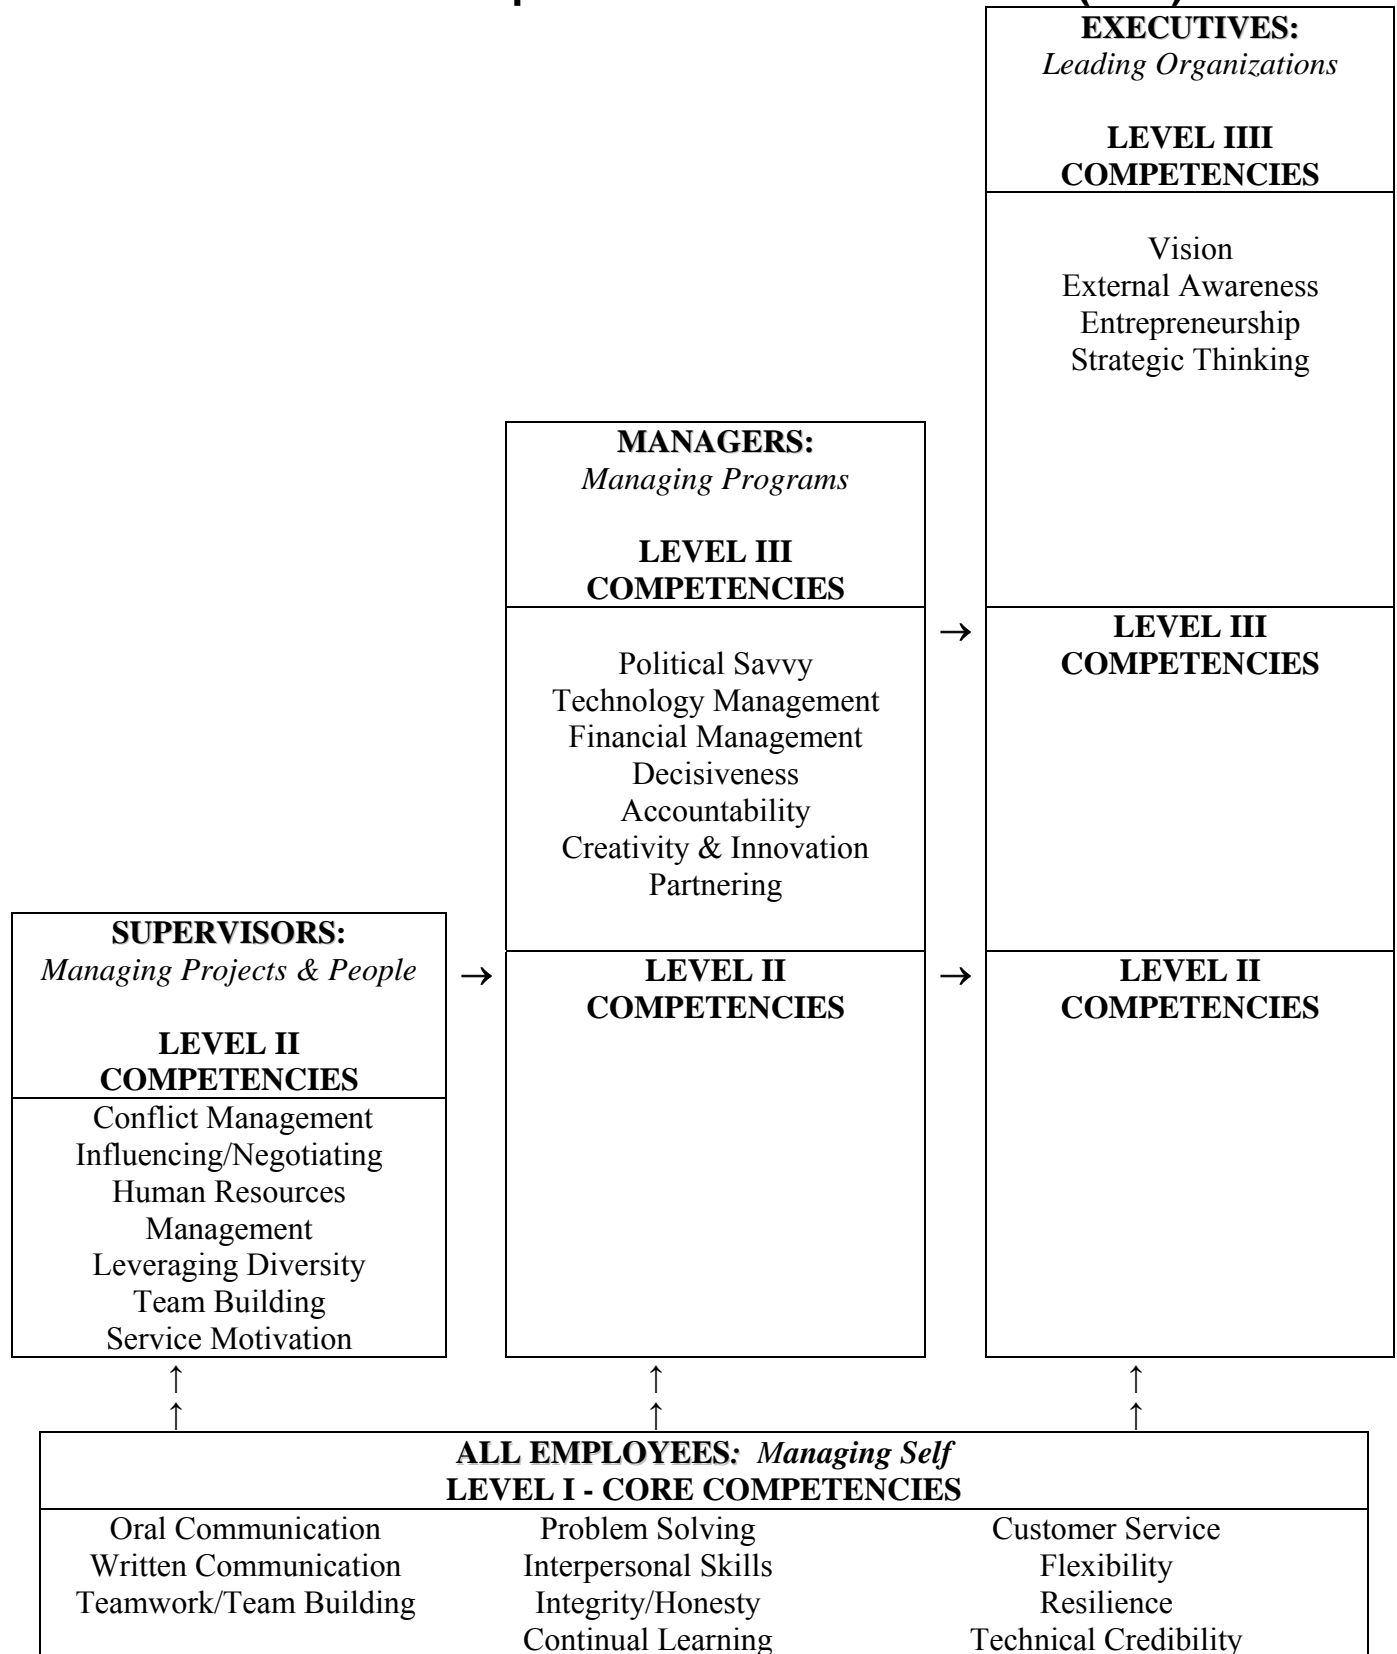 EXECUTIVES:
Leading Organizations
LEVEL IIII
COMPETENCIES
Vision
External Awareness
Entrepreneurship
Strategic Thinking
MANAGERS:
Managing Programs
LEVEL III
COMPETENCIES
Political Savvy
Technology Management
Financial Management
Decisiveness
Accountability
Creativity & Innovation
Partnering
→
LEVEL III
COMPETENCIES
SUPERVISORS:
Managing Projects & People
LEVEL II
COMPETENCIES
Conflict Management
Influencing/Negotiating
Human Resources
Management
Leveraging Diversity
Team Building
Service Motivation
→
LEVEL II
COMPETENCIES
→
LEVEL II
COMPETENCIES
↑ ↑ ↑
↑ ↑ ↑
ALL EMPLOYEES: Managing Self
LEVEL I - CORE COMPETENCIES
Oral Communication
Written Communication
Teamwork/Team Building
Problem Solving
Interpersonal Skills
Integrity/Honesty
Continual Learning
Customer Service
Flexibility
Resilience
Technical Credibility